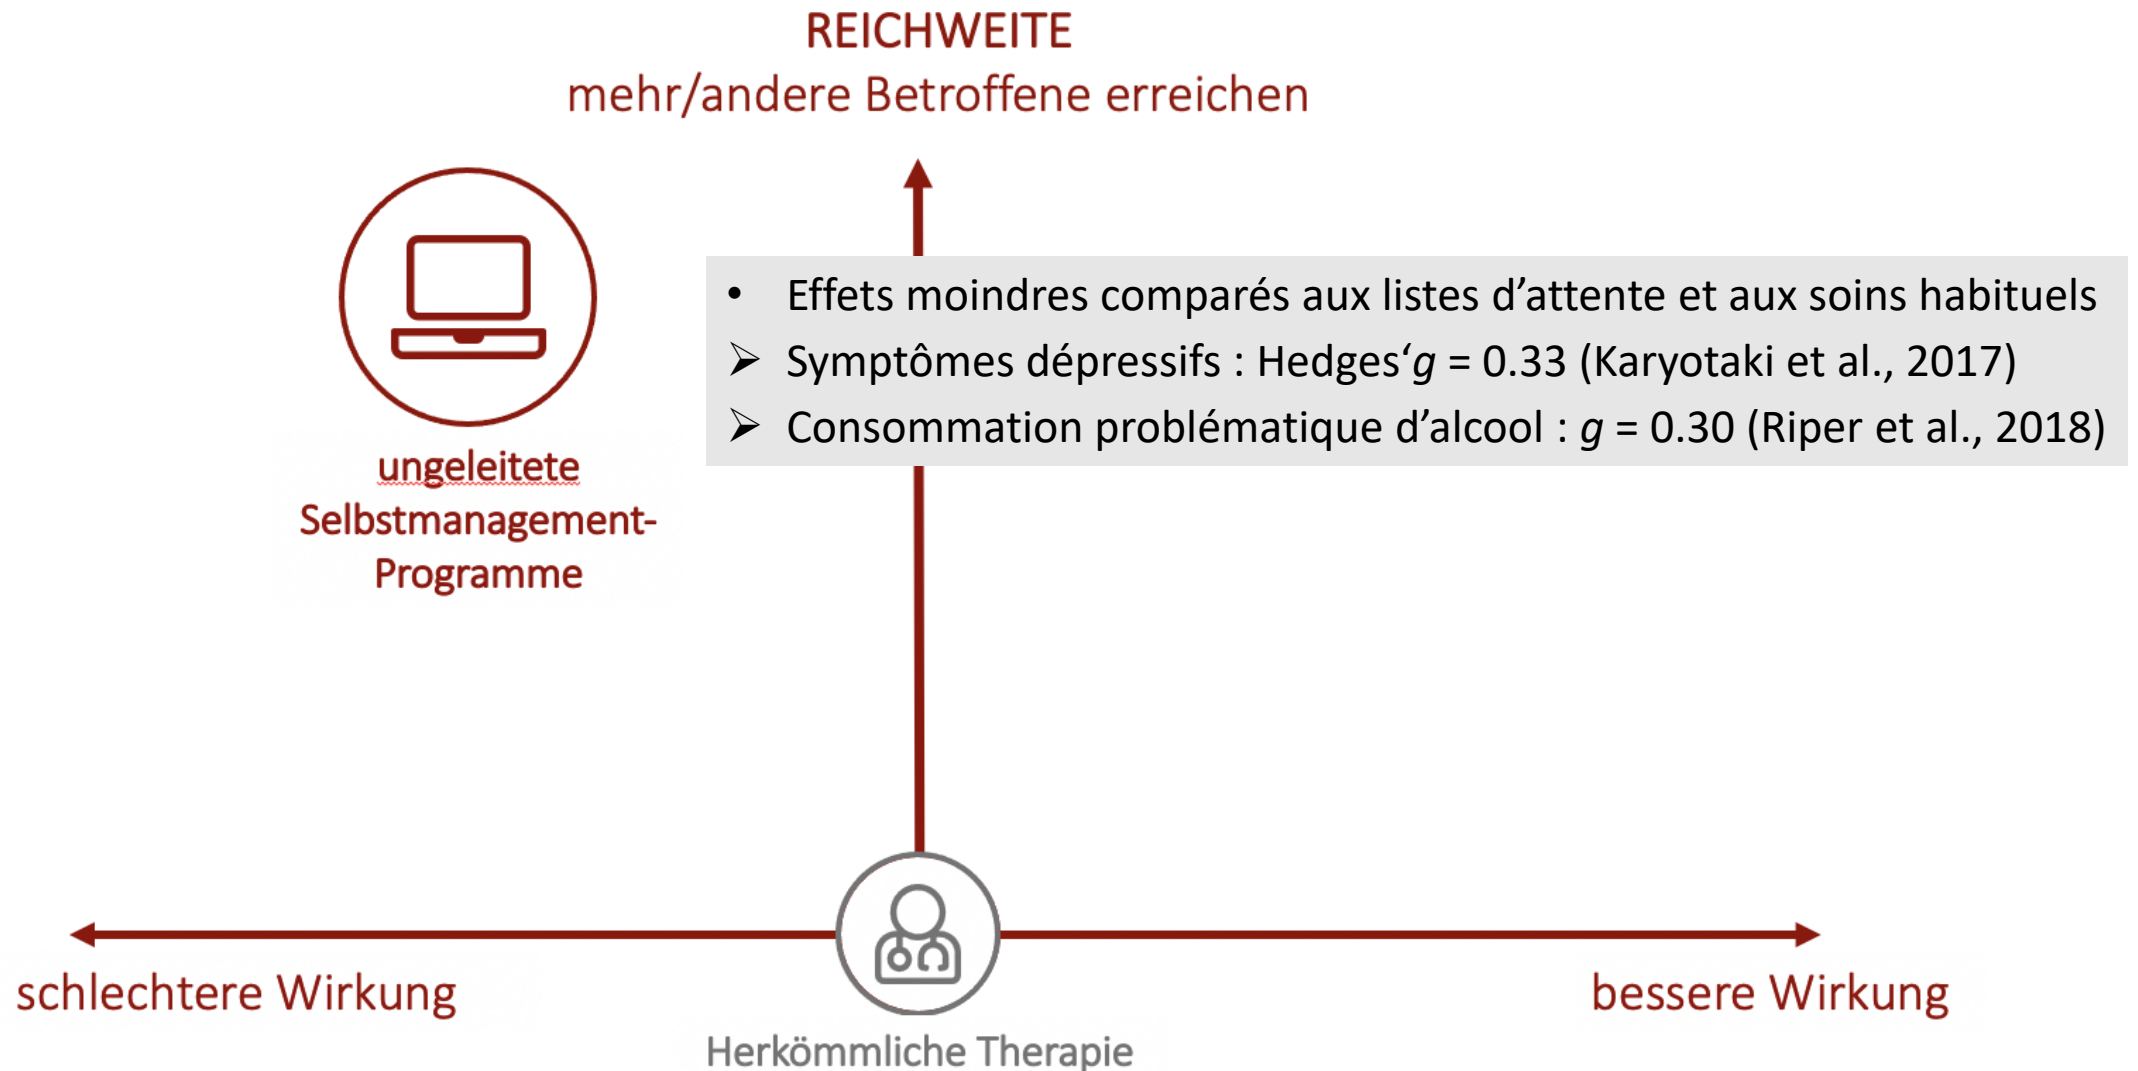 REICHWEITE
mehr/andere Betroffene erreichen
• Effets moindres comparés aux listes d’attente et aux soins habituels
➢ Symptômes dépressifs : Hedges‘g = 0.33 (Karyotaki et al., 2017)
➢ Consommation problématique d’alcool : g = 0.30 (Riper et al., 2018)
ungeleitete
Selbstmanagement-
Programme
schlechtere Wirkung
bessere Wirkung
Herkömmliche Therapie